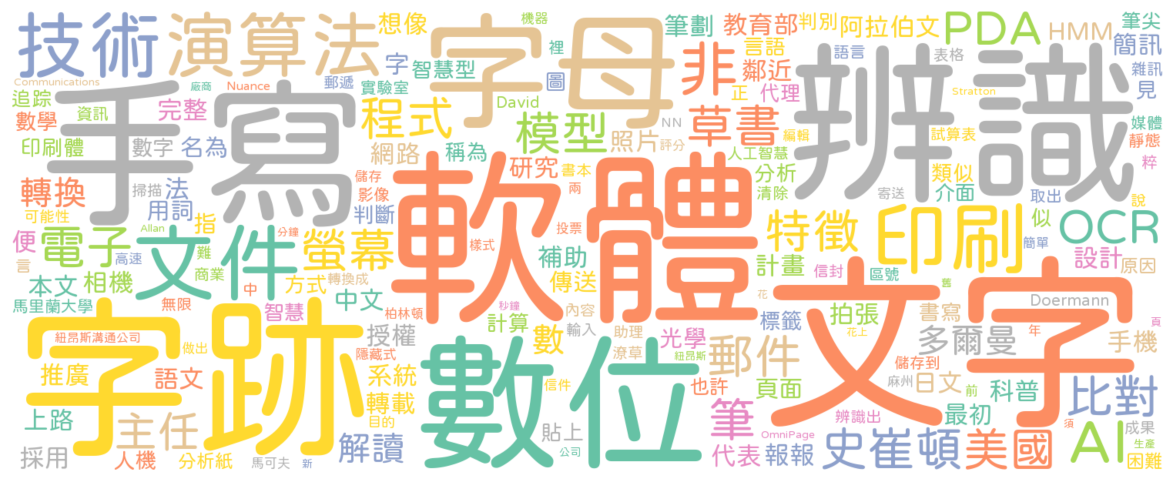 技術 演算法 想像 機器 字母 筆劃 教育部 判別 阿拉伯文 PDA HMM 筆尖
字 裡 言語 語言 表格 簡訊
Communications 廠商 Nuance 郵遞 實驗室 智慧型 圖 非 鄰近 辨識 雜訊
追踪 資訊 完整 手寫 程式 David 模型 NN 正 代理 Stratton 見
數學 數字 名為 網路 稱為 照片 評分 草書 編輯 試算表 媒體
印刷體 掃描 法 儲存 研究 書本 人工智慧 分析 類似 靜態
轉換 用詞 影像 軟體 兩 清除 寄送 介面 取出 粹
可能性 指 判斷 投票 特徵 印刷 似 說
便 電子 文件 Allan 分鐘 螢幕 樣式 補助 OCR
言 高速 難 計畫 信封 區號 簡單 設計
本文 相機 商業 方式 轉換成 傳送 舊 原因
馬里蘭大學 無限 中 智慧 中文 柏林頓 秒鐘 內容 花 拍張 文字 Doermann
字跡 紐昂斯溝通公司 授權 計算 數 輸入 助理 光學 標籤 花上 書寫 年 頁
做出 隱藏式 數位 潦草 紐昂斯 郵件 多爾曼 手機
推廣 語文 系統 信件 也許 頁面 儲存到
轉載 麻州 日文 前 科普 比對
上路 主任 目的 筆 辨識出 最初 須 成果
採用 人機 分析紙 馬可夫 新 解讀 貼上 公司 代表 OmniPage 報報 史崔頓 美國 AI 生產
困難